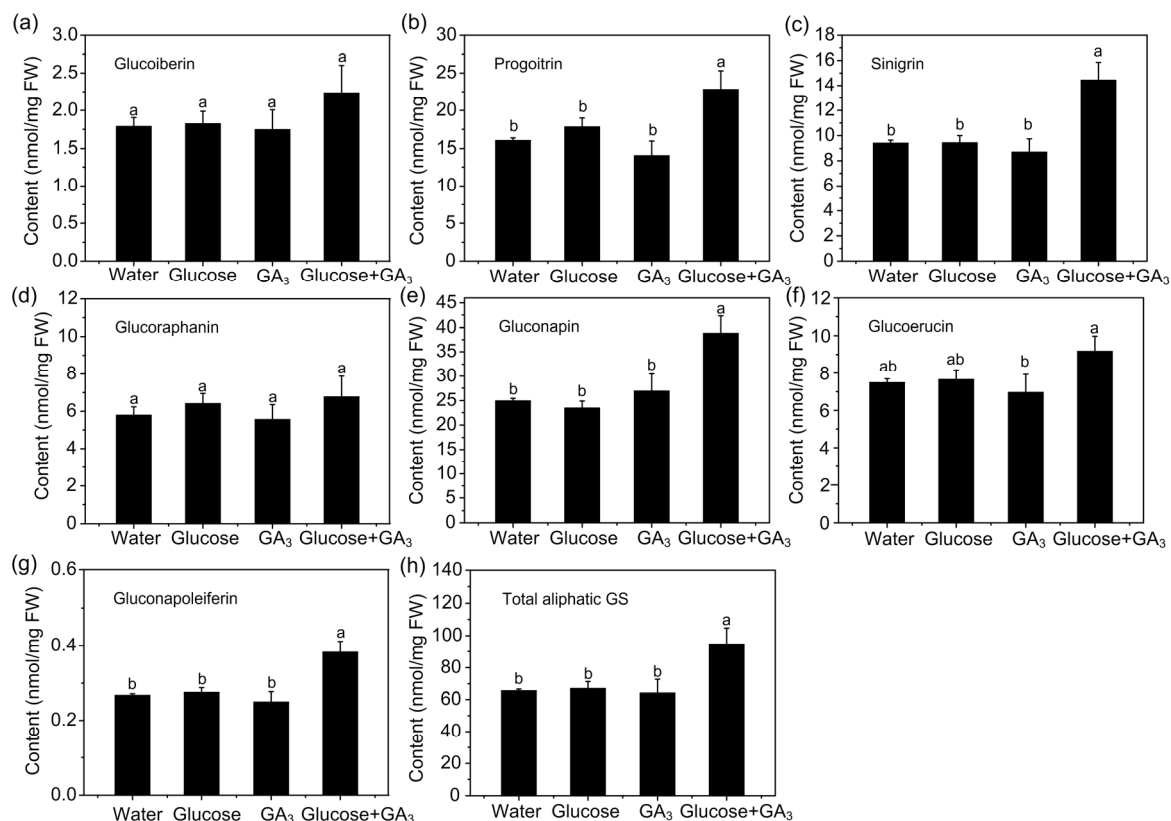 (a)
Content (nmol/mg FW)
3.0
2.5
2.0
1.5
1.0
0.5
0.0
Glucoiberin
a a a a
Water Glucose GA₃ Glucose+GA₃
(b)
Content (nmol/mg FW)
30
25
20
15
10
5
0
Progoitrin
b b b a
Water Glucose GA₃ Glucose+GA₃
(c)
Content (nmol/mg FW)
18
16
14
12
10
8
6
4
2
0
Sinigrin
b b b a
Water Glucose GA₃ Glucose+GA₃
(d)
Content (nmol/mg FW)
12
10
8
6
4
2
0
Glucoraphanin
a a a a
Water Glucose GA₃ Glucose+GA₃
(e)
Content (nmol/mg FW)
45
40
35
30
25
20
15
10
5
0
Gluconapin
b b b a
Water Glucose GA₃ Glucose+GA₃
(f)
Content (nmol/mg FW)
12
10
8
6
4
2
0
Glucoerucin
ab ab b a
Water Glucose GA₃ Glucose+GA₃
(g)
Content (nmol/mg FW)
0.6
0.4
0.2
0.0
Gluconapoleiferin
b b b a
Water Glucose GA₃ Glucose+GA₃
(h)
Content (nmol/mg FW)
140
120
100
80
60
40
20
0
Total aliphatic GS
b b b a
Water Glucose GA₃ Glucose+GA₃